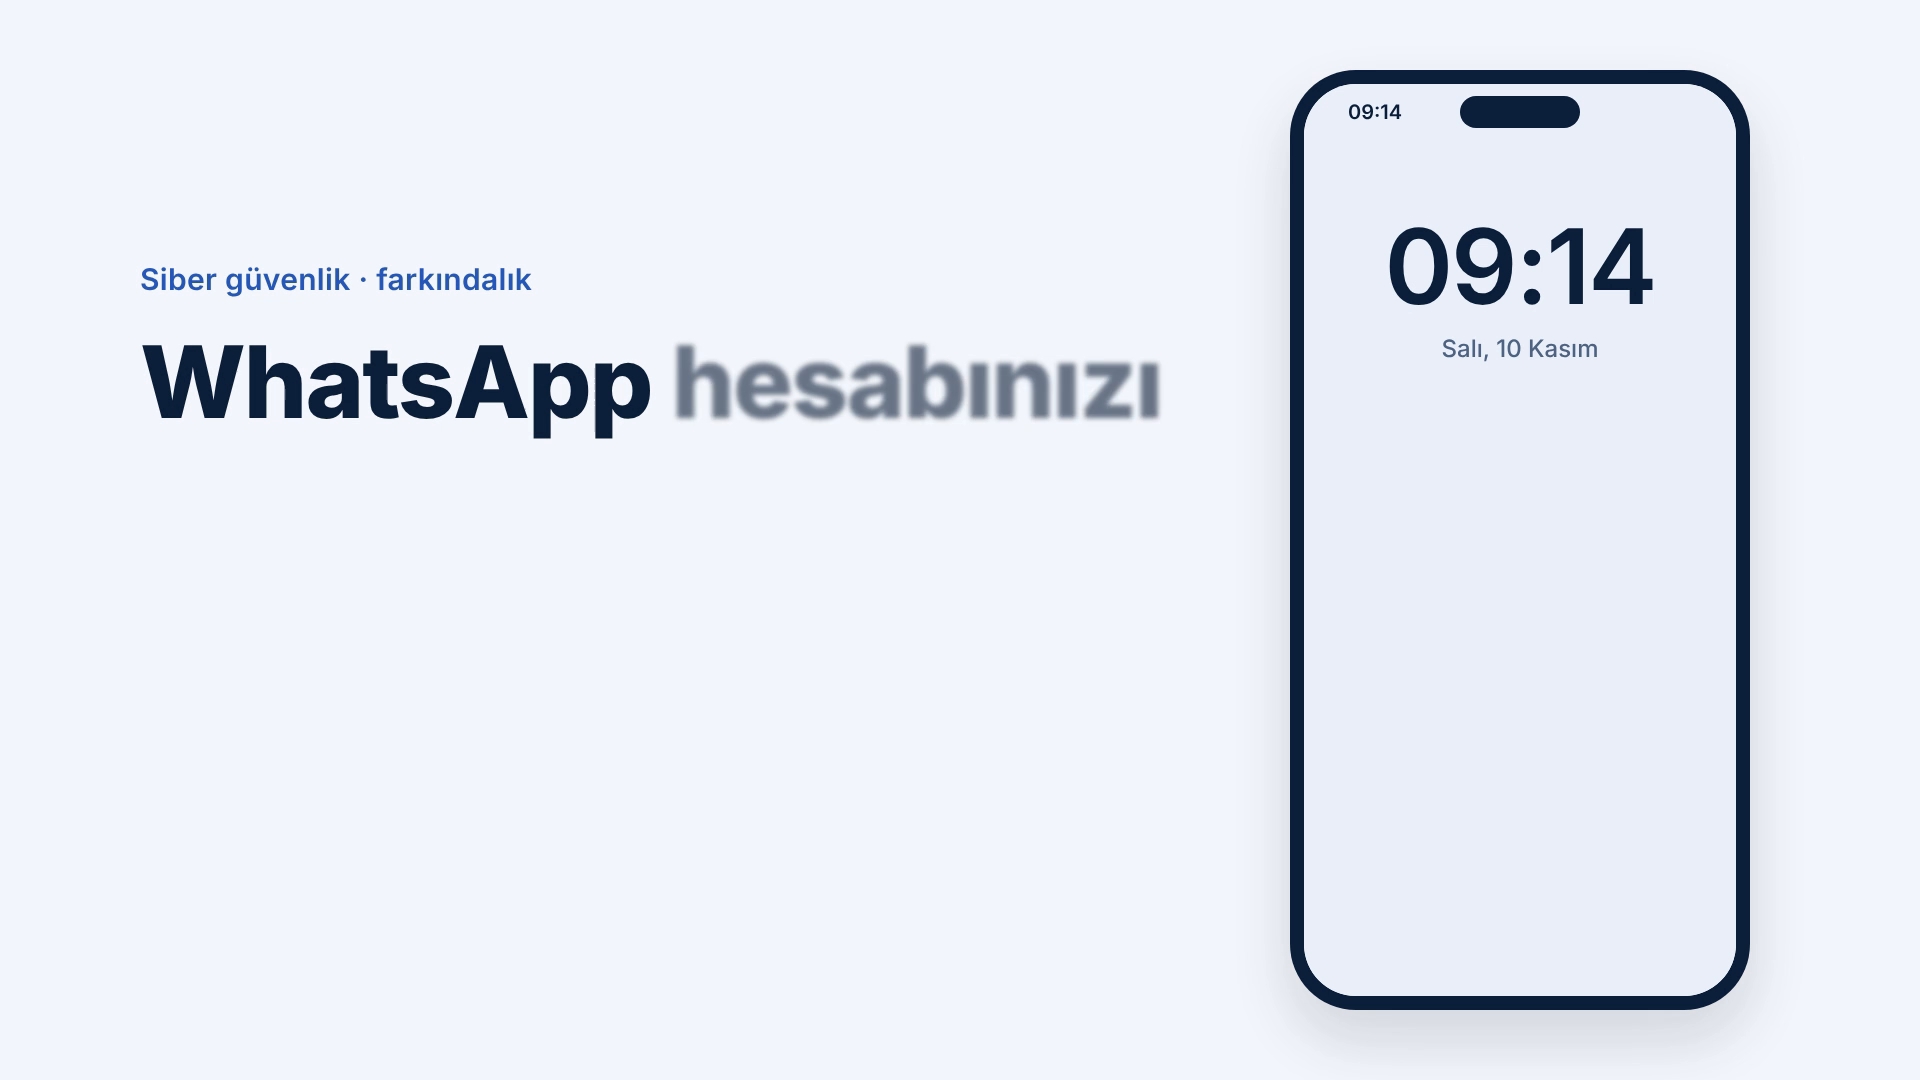 Siber güvenlik · farkındalık
WhatsApp hesabınızı
09:14
09:14
Salı, 10 Kasım